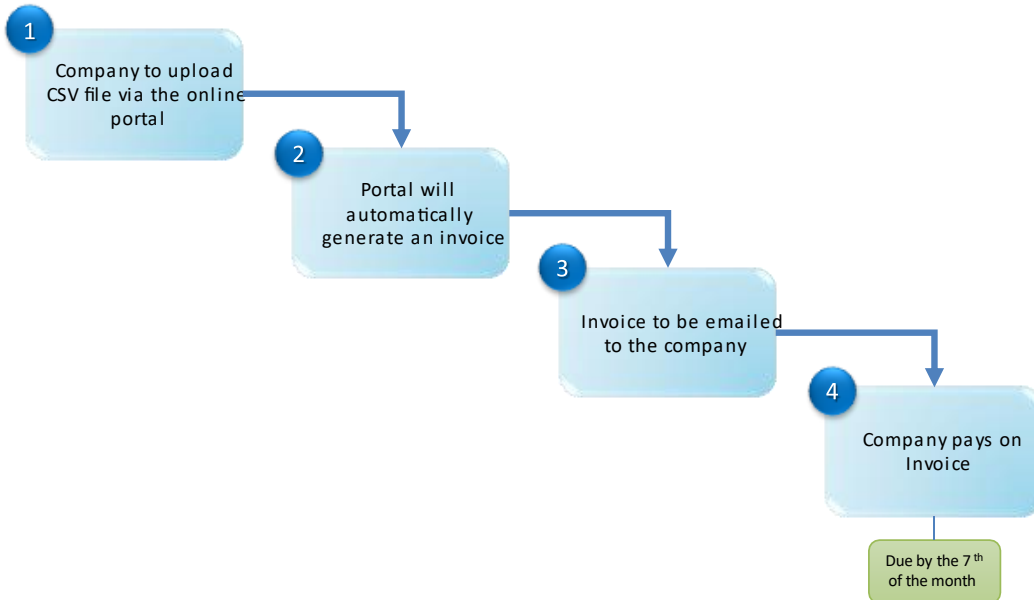 1
Company to upload
CSV file via the online
portal
2
Portal will
automatically
generate an invoice
3
Invoice to be emailed
to the company
4
Company pays on
Invoice
Due by the 7th
of the month